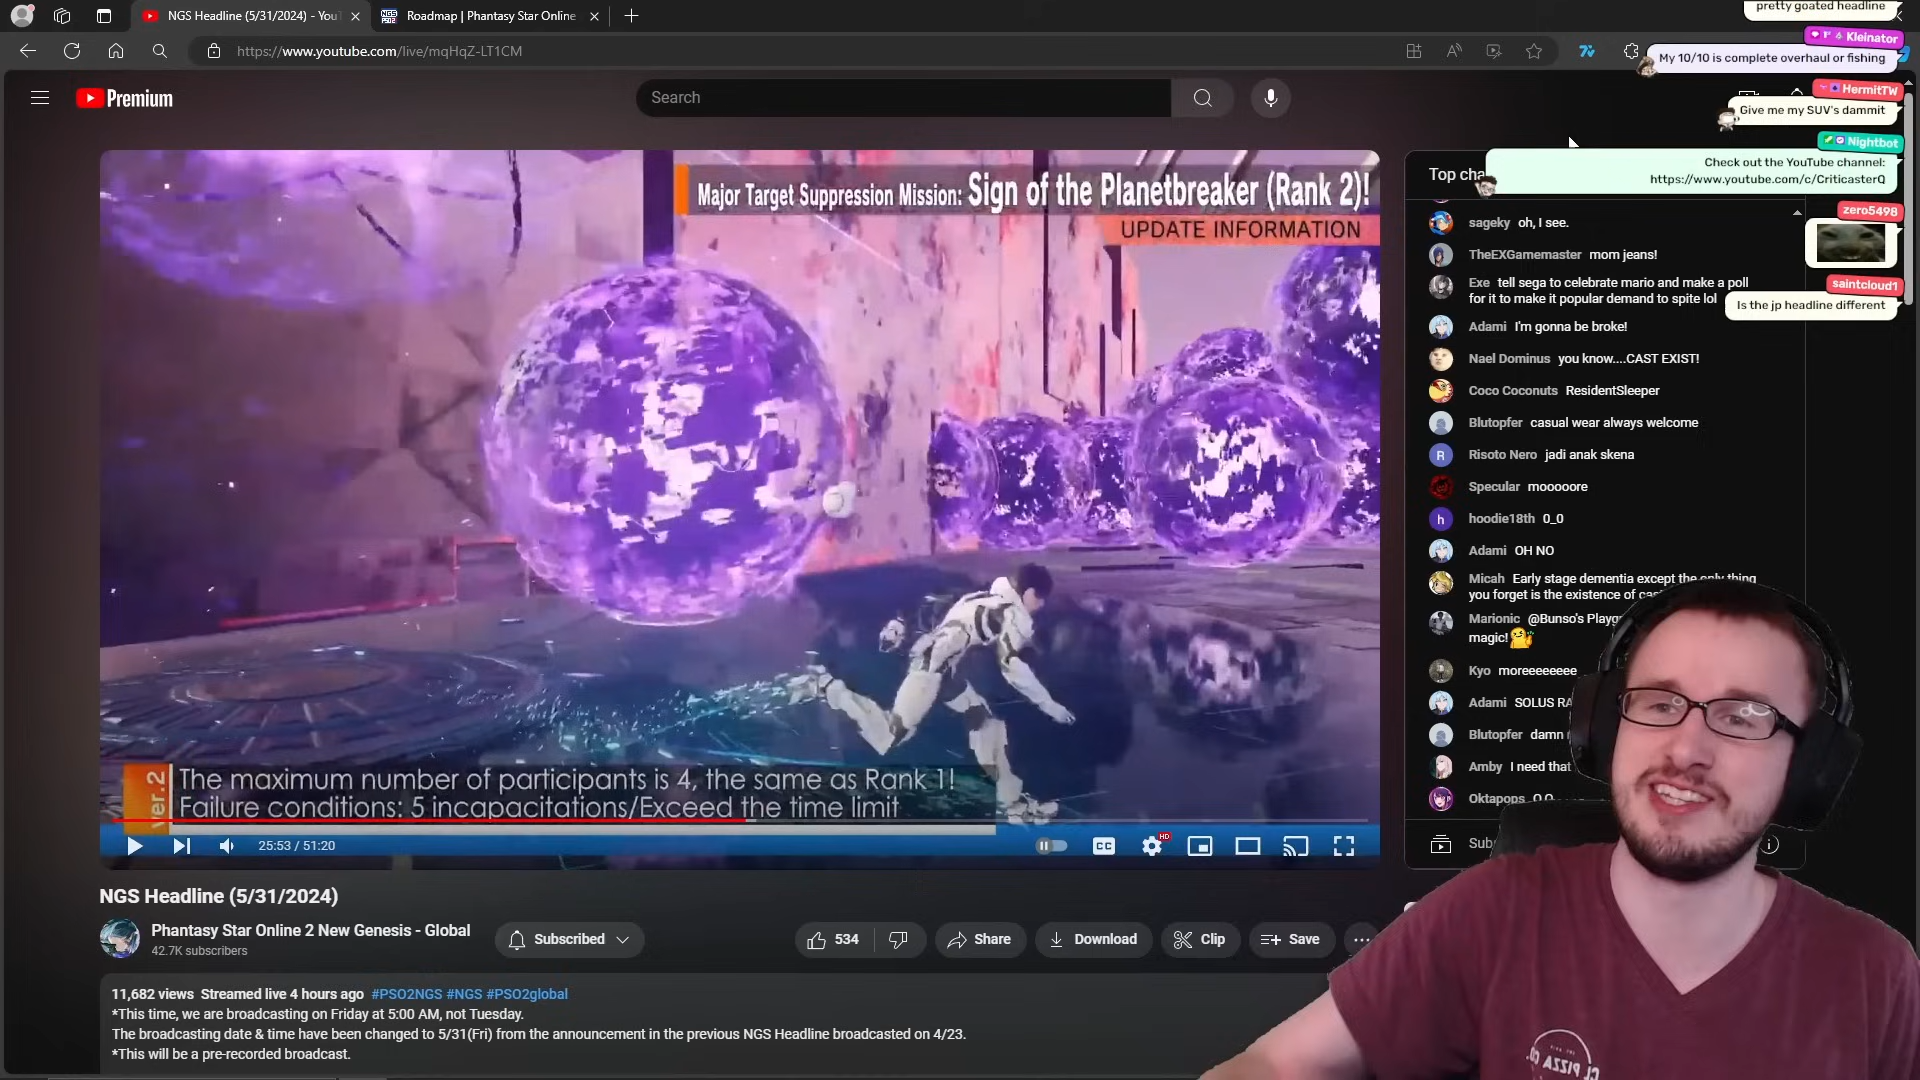 NGS Headline (5/31/2024) - You
Roadmap | Phantasy Star Online
https://www.youtube.com/live/mqHqZ-LT1CM
Premium
Search
pretty goated headline
Kleinator
My 10/10 is complete overhaul or fishing
HermitTW
Give me my SUV's dammit
Nightbot
Check out the YouTube channel:
https://www.youtube.com/c/CriticasterQ
zero5498
saintcloud1
Is the jp headline different
Major Target Suppression Mission: Sign of the Planetbreaker (Rank 2)!
UPDATE INFORMATION
ver.2
The maximum number of participants is 4, the same as Rank 1!
Failure conditions: 5 incapacitations/Exceed the time limit
25:53 / 51:20
CC
HD
Top cha
sageky oh, I see.
TheEXGamemaster mom jeans!
Exe tell sega to celebrate mario and make a poll
for it to make it popular demand to spite lol
Adami I'm gonna be broke!
Nael Dominus you know....CAST EXIST!
Coco Coconuts ResidentSleeper
Blutopfer casual wear always welcome
R
Risoto Nero jadi anak skena
Specular mooooore
h
hoodie18th 0_0
Adami OH NO
Micah Early stage dementia except the only thing
you forget is the existence of
Marionic @Bunso's
magic!
Kyo moreeeeeeee
Adami SOLUS
Blutopfer damn
Amby I need that
Oktapops
NGS Headline (5/31/2024)
Phantasy Star Online 2 New Genesis - Global
42.7K subscribers
Subscribed
534
Share
Download
Clip
Save
11,682 views Streamed live 4 hours ago #PSO2NGS #NGS #PSO2global
*This time, we are broadcasting on Friday at 5:00 AM, not Tuesday.
The broadcasting date & time have been changed to 5/31(Fri) from the announcement in the previous NGS Headline broadcasted on 4/23.
*This will be a pre-recorded broadcast.